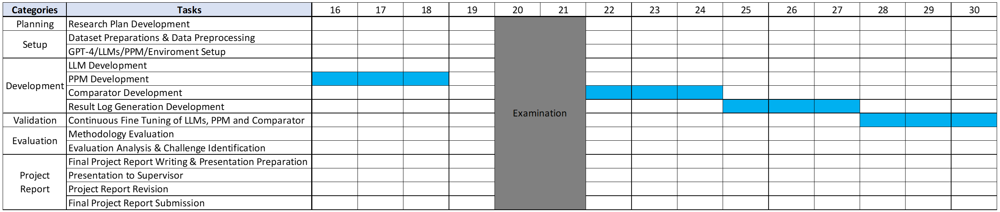 Categories Tasks 16 17 18 19 20 21 22 23 24 25 26 27 28 29 30
Planning Research Plan Development
Setup
Dataset Preparations & Data Preprocessing
GPT-4/LLMs/PPM/Enviroment Setup
Development
LLM Development
PPM Development
Comparator Development
Result Log Generation Development
Examination
Validation Continuous Fine Tuning of LLMs, PPM and Comparator
Evaluation
Methodology Evaluation
Evaluation Analysis & Challenge Identification
Project
Report
Final Project Report Writing & Presentation Preparation
Presentation to Supervisor
Project Report Revision
Final Project Report Submission